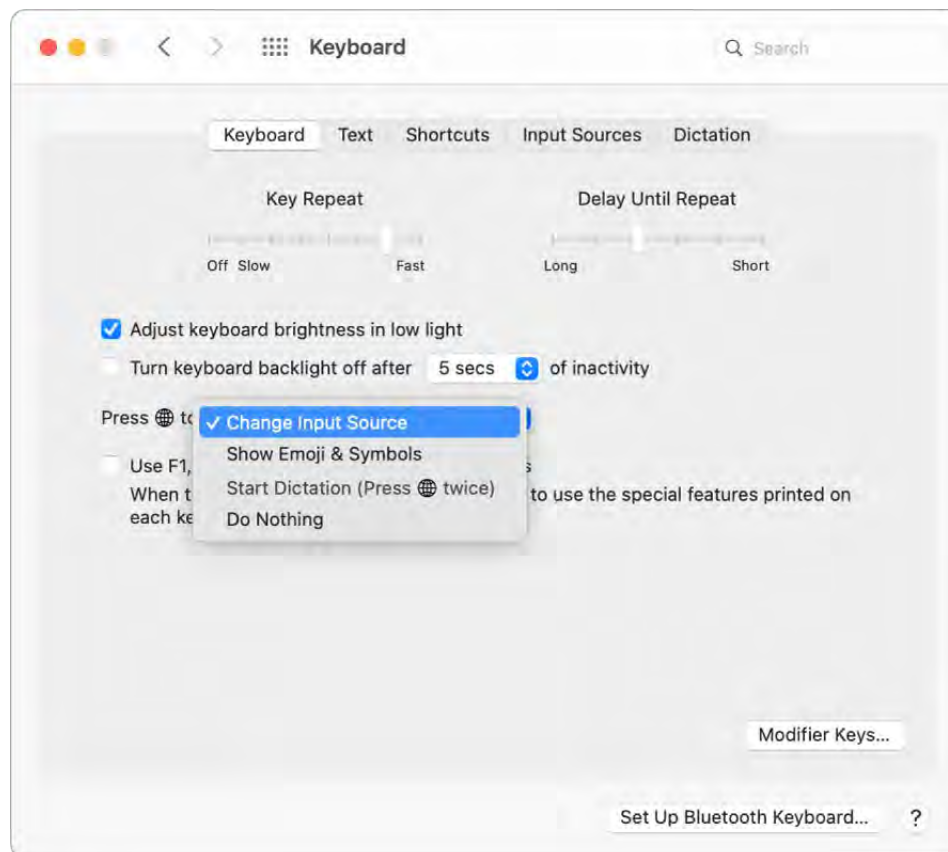 Keyboard
Search
Keyboard Text Shortcuts Input Sources Dictation
Key Repeat
Delay Until Repeat
Off Slow Fast
Long Short
Adjust keyboard brightness in low light
Turn keyboard backlight off after 5 secs of inactivity
Press to
Change Input Source
Show Emoji & Symbols
Start Dictation (Press twice)
Do Nothing
Use F1,
When t to use the special features printed on
each ke
Modifier Keys...
Set Up Bluetooth Keyboard... ?